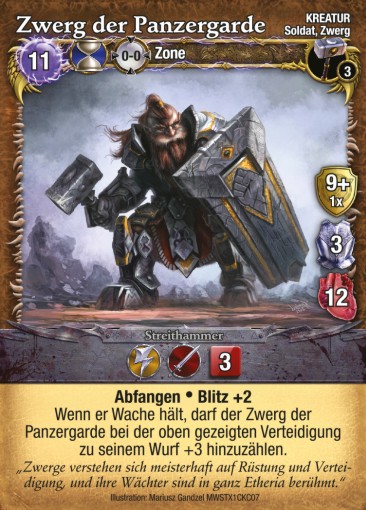 Zwerg der Panzergarde
KREATUR
Soldat, Zwerg
11
0-0
Zone
3
9+
1x
3
12
Streithammer
3
Abfangen • Blitz +2
Wenn er Wache hält, darf der Zwerg der
Panzergarde bei der oben gezeigten Verteidigung
zu seinem Wurf +3 hinzuzählen.
„Zwerge verstehen sich meisterhaft auf Rüstung und Vertei-
digung, und ihre Wächter sind in ganz Etheria berühmt.“
Illustration: Mariusz Gandzel MWSTX1CKC07